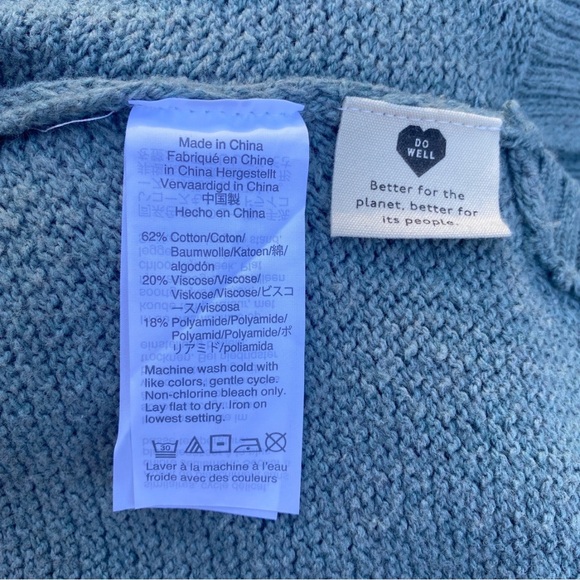 Made in China
Fabriqué en Chine
in China Hergestellt
Vervaardigd in China
中国製
Hecho en China
62% Cotton/Coton/
Baumwolle/Katoen/綿/
algodón
20% Viscose/Viscose/
Viskose/Viscose/ビスコ
ース/viscosa
18% Polyamide/Polyamide/
Polyamid/Polyamide/ポ
リアミド/poliamida
Machine wash cold with
like colors, gentle cycle.
Non-chlorine bleach only.
Lay flat to dry. Iron on
lowest setting.
30
Laver à la machine à l'eau
froide avec des couleurs
DO
WELL
Better for the
planet, better for
its people.